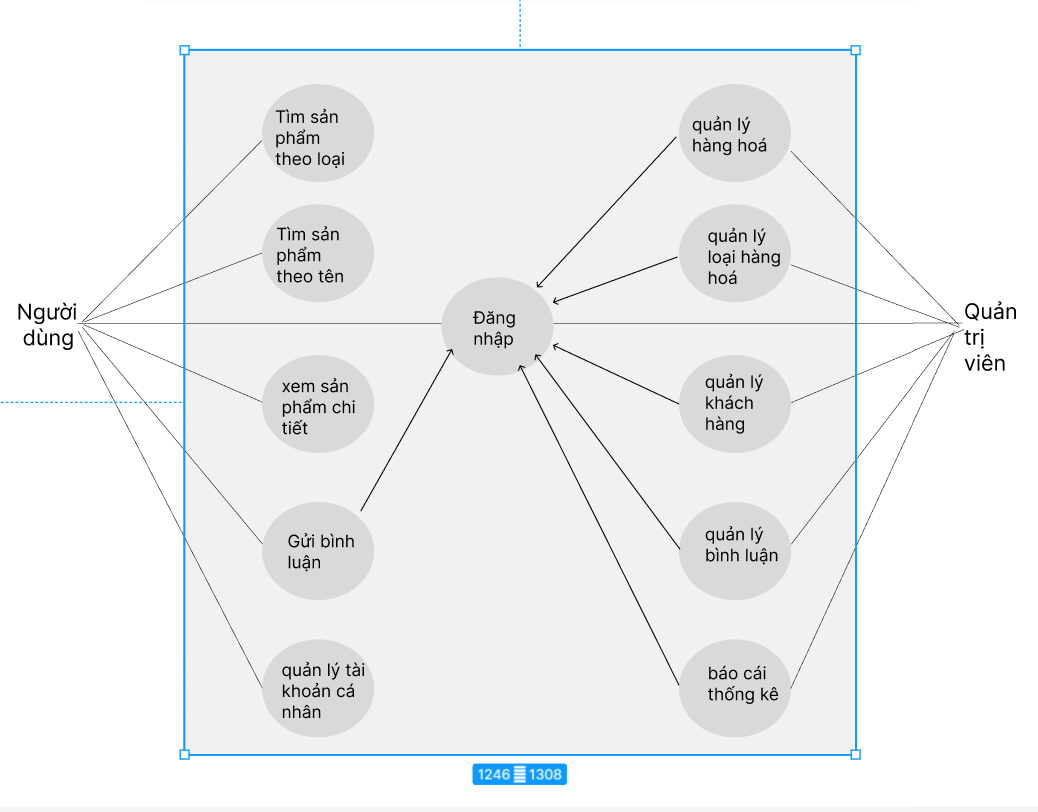 Tìm sản
phẩm
theo loại
Tìm sản
phẩm
theo tên
xem sản
phẩm chi
tiết
Gửi bình
luận
quản lý tài
khoản cá
nhân
Người
dùng
Đăng
nhập
quản lý
hàng hoá
quản lý
loại hàng
hoá
quản lý
khách
hàng
quản lý
bình luận
báo cái
thống kê
Quản
trị
viên
1246 1308